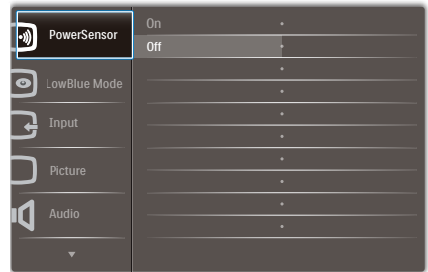 PowerSensor
On
Off
LowBlue Mode
Input
Picture
Audio